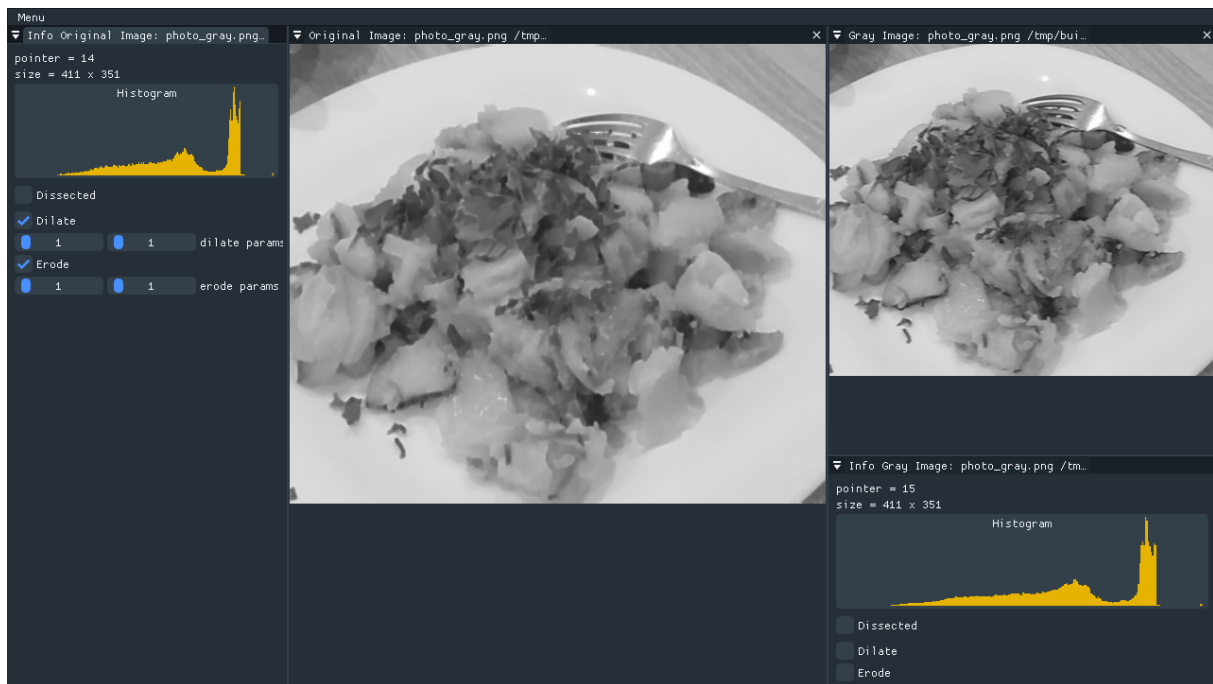 Menu
Info Original Image: photo_gray.png…
pointer = 14
size = 411 x 351
Histogram
Dissected
Dilate
1 1 dilate params
Erode
1 1 erode params
Original Image: photo_gray.png /tmp…
Gray Image: photo_gray.png /tmp/bui…
Info Gray Image: photo_gray.png /tm…
pointer = 15
size = 411 x 351
Histogram
Dissected
Dilate
Erode